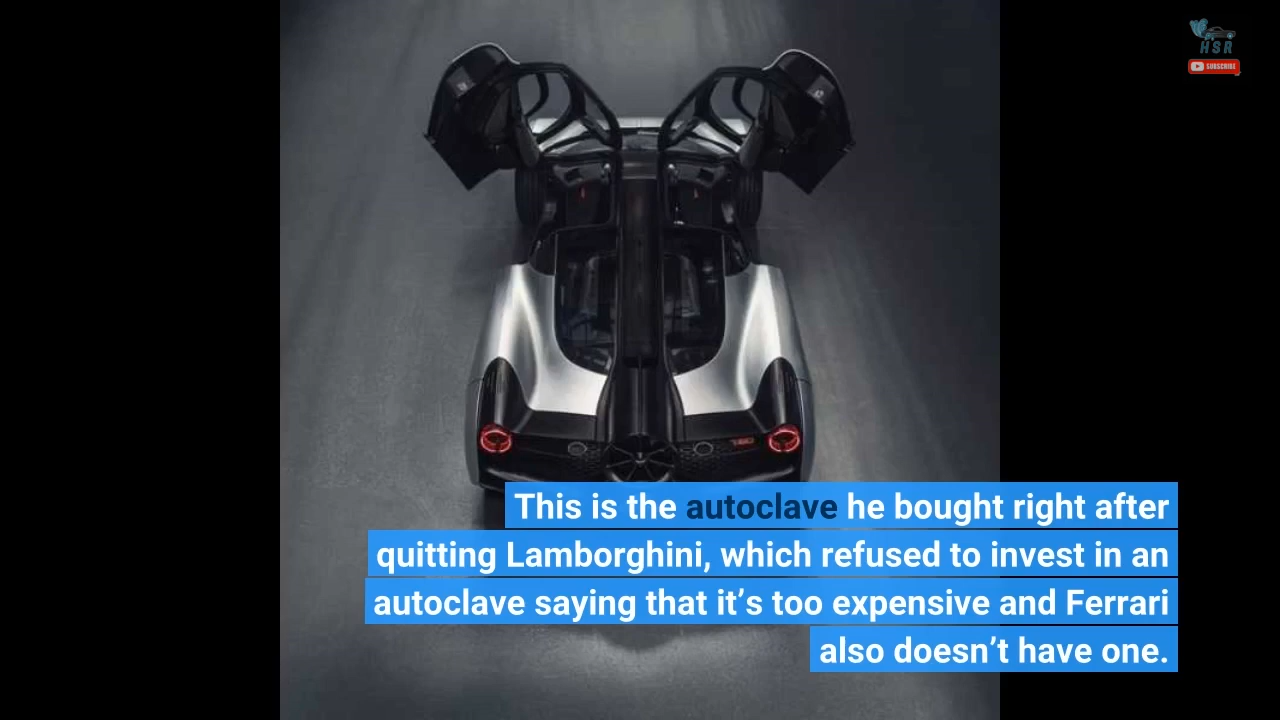 HSR
SUBSCRIBE
T.50
This is the autoclave he bought right after
quitting Lamborghini, which refused to invest in an
autoclave saying that it’s too expensive and Ferrari
also doesn’t have one.